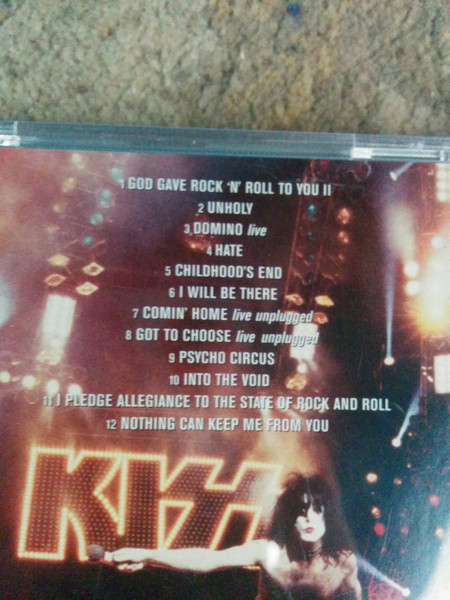 1 GOD GAVE ROCK 'N' ROLL TO YOU II
2 UNHOLY
3 DOMINO live
4 HATE
5 CHILDHOOD'S END
6 I WILL BE THERE
7 COMIN' HOME live unplugged
8 GOT TO CHOOSE live unplugged
9 PSYCHO CIRCUS
10 INTO THE VOID
11 I PLEDGE ALLEGIANCE TO THE STATE OF ROCK AND ROLL
12 NOTHING CAN KEEP ME FROM YOU
KISS